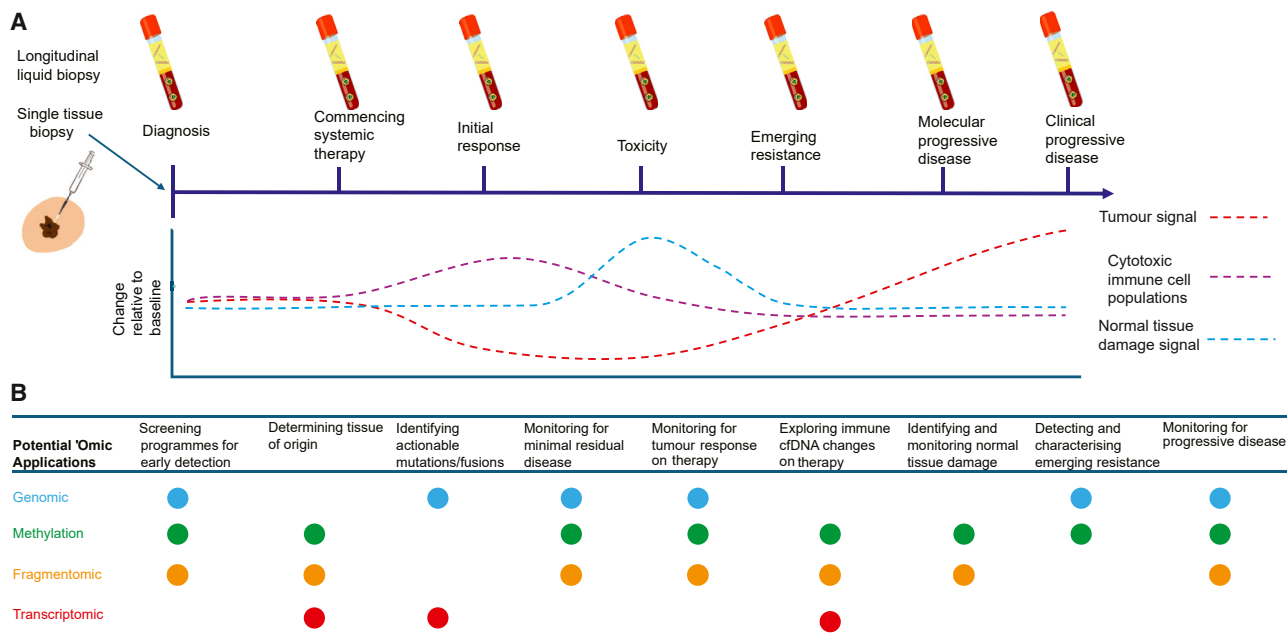 A
Longitudinal
liquid biopsy
Single tissue
biopsy
Diagnosis
Commencing
systemic
therapy
Initial
response
Toxicity
Emerging
resistance
Molecular
progressive
disease
Clinical
progressive
disease
Change
relative to
baseline
Tumour signal
Cytotoxic
immune cell
populations
Normal tissue
damage signal
B
Potential 'Omic
Applications
Screening
programmes for
early detection
Determining tissue
of origin
Identifying
actionable
mutations/fusions
Monitoring for
minimal residual
disease
Monitoring for
tumour response
on therapy
Exploring immune
cfDNA changes
on therapy
Identifying and
monitoring normal
tissue damage
Detecting and
characterising
emerging resistance
Monitoring for
progressive disease
Genomic
Methylation
Fragmentomic
Transcriptomic